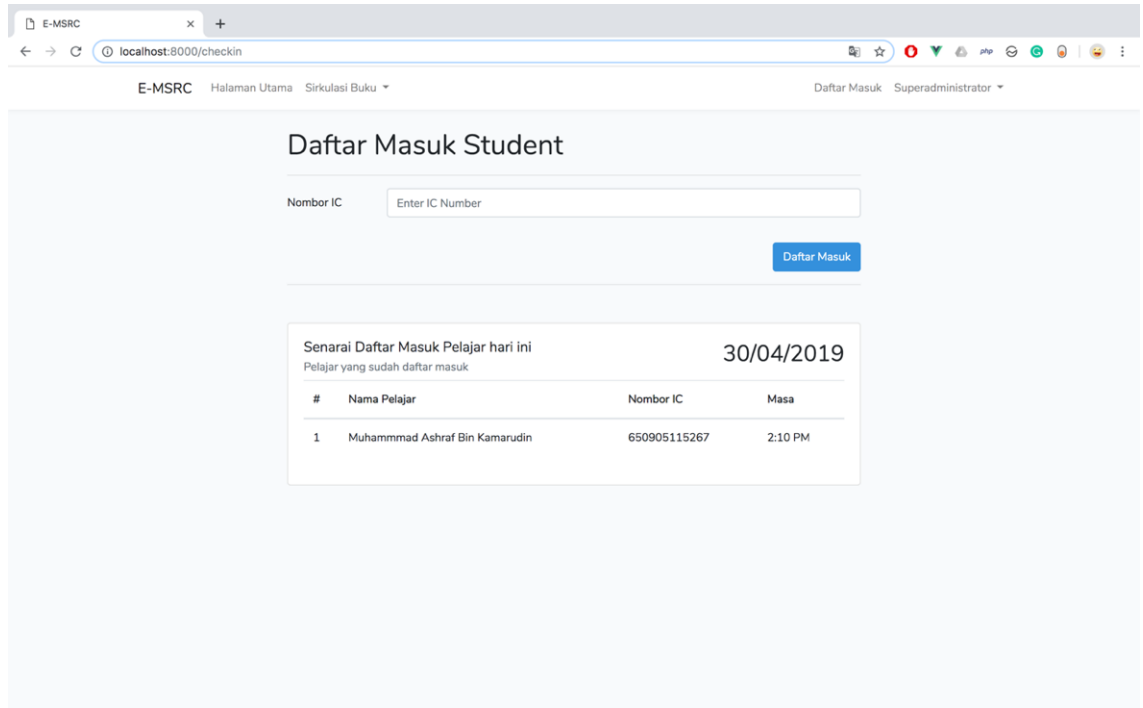 E-MSRC
localhost:8000/checkin
php
E-MSRC Halaman Utama Sirkulasi Buku Daftar Masuk Superadministrator
Daftar Masuk Student
Nombor IC Enter IC Number
Daftar Masuk
Senarai Daftar Masuk Pelajar hari ini 30/04/2019
Pelajar yang sudah daftar masuk
# Nama Pelajar Nombor IC Masa
1 Muhammmad Ashraf Bin Kamarudin 650905115267 2:10 PM